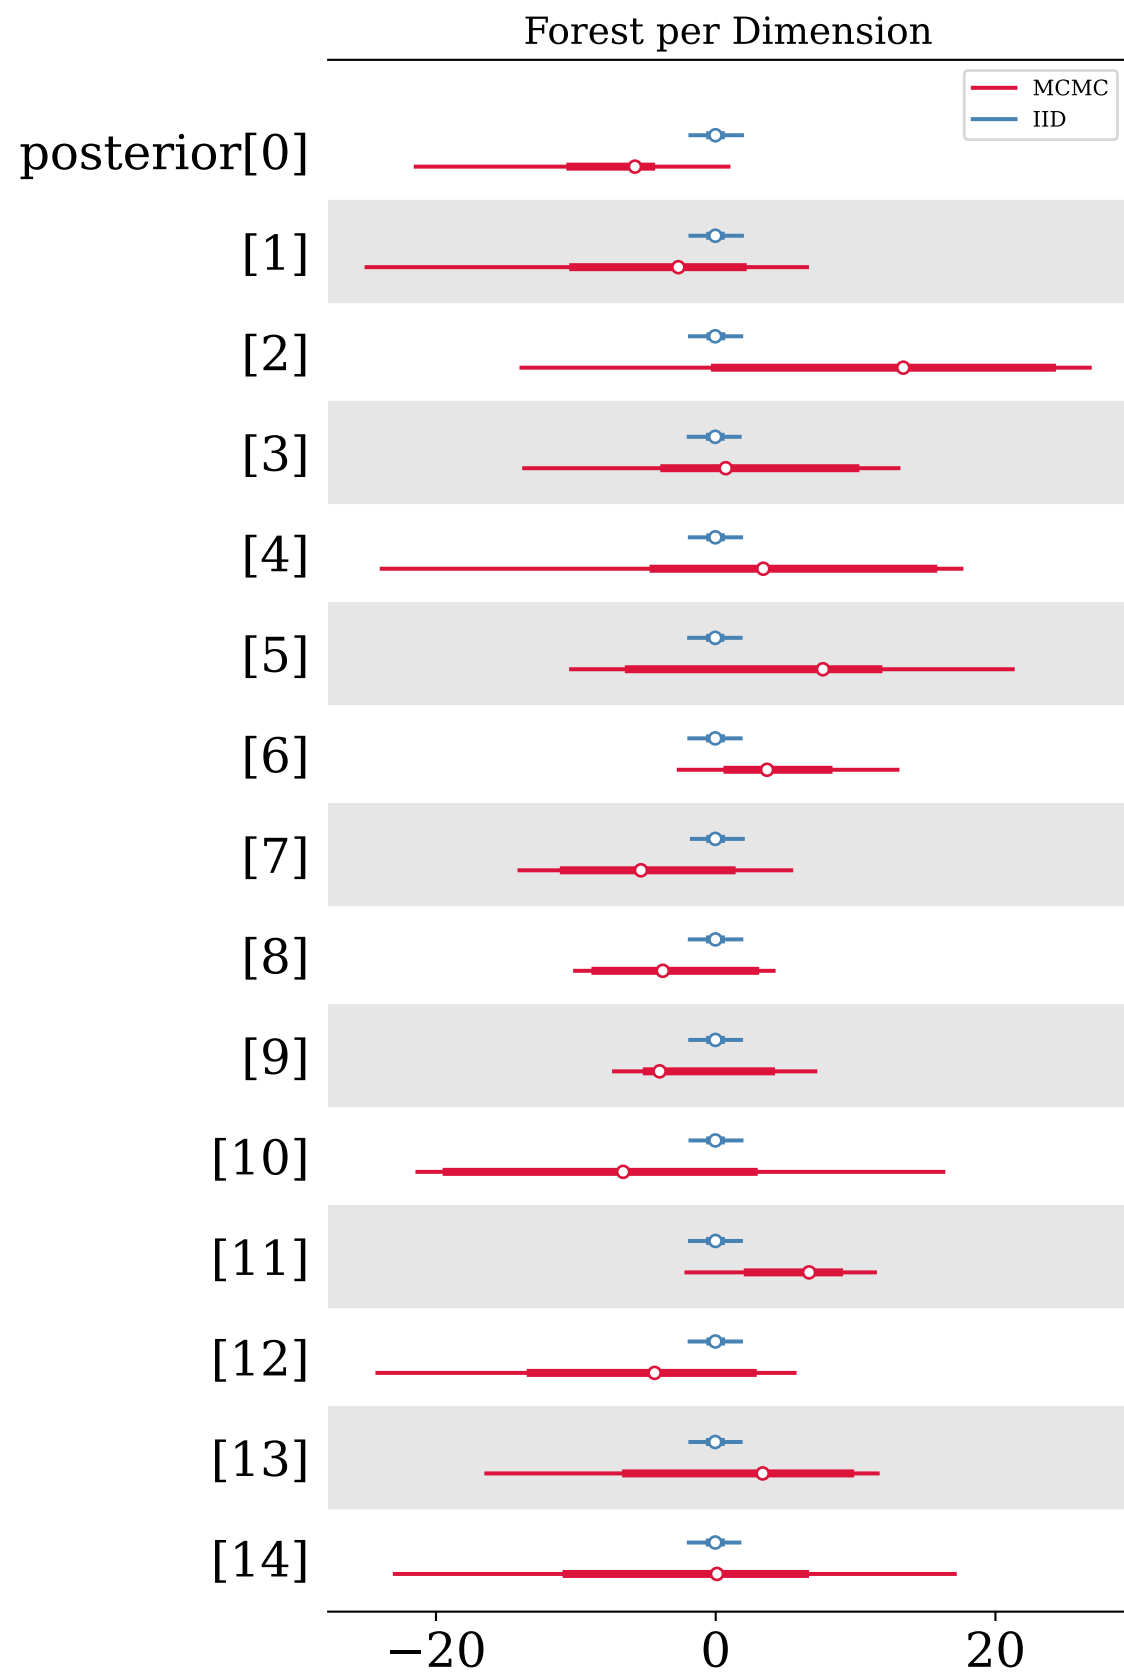 Forest per Dimension
MCMC
IID
posterior[0]
[1]
[2]
[3]
[4]
[5]
[6]
[7]
[8]
[9]
[10]
[11]
[12]
[13]
[14]
−20 0 20